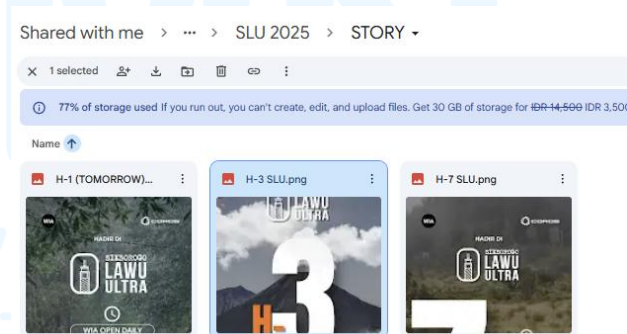 Shared with me > ... > SLU 2025 > STORY
1 selected
77% of storage used If you run out, you can't create, edit, and upload files. Get 30 GB of storage for IDR 14,500 IDR 3,500
Name
H-1 (TOMORROW)...
H-3 SLU.png
H-7 SLU.png
WIA
HADIR DI
LAWU
ULTRA
WIA OPEN DAILY
LAWU
ULTRA
H-3
HADIR DI
LAWU
ULTRA
7